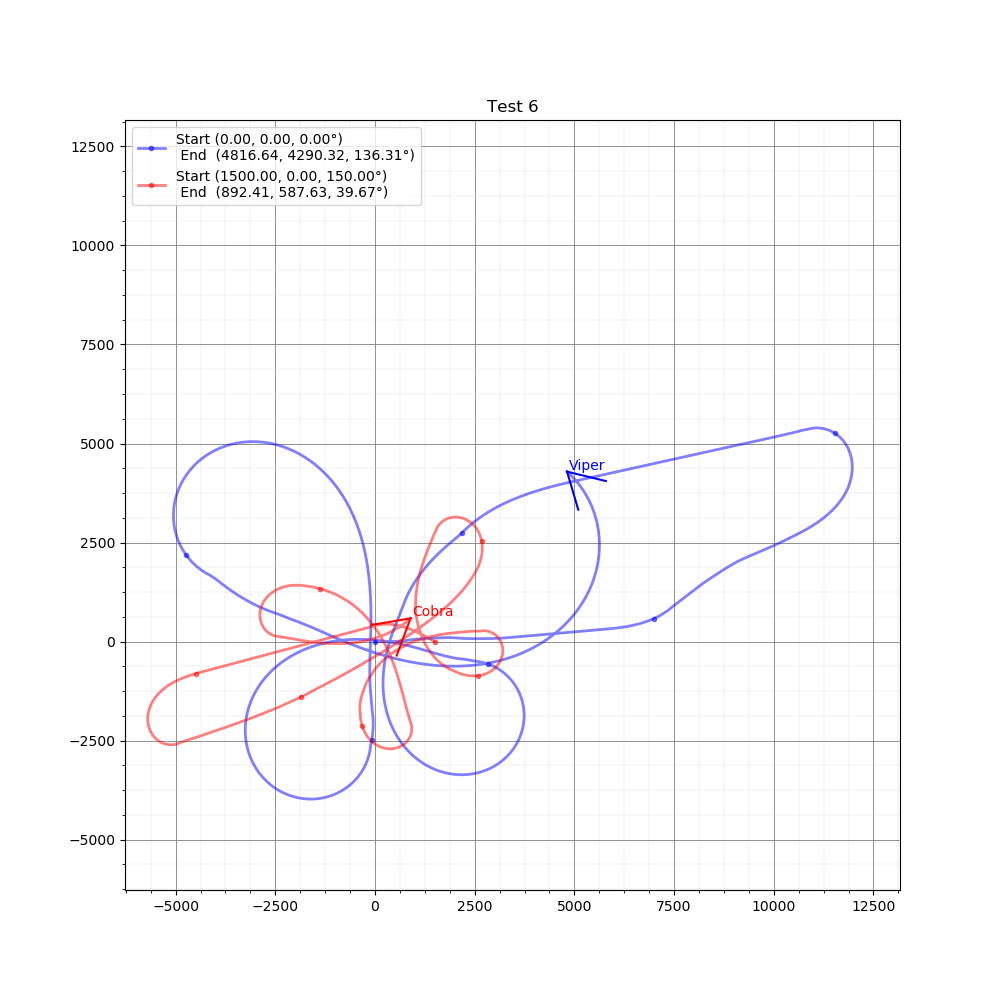 Test 6
Start (0.00, 0.00, 0.00°)
End (4816.64, 4290.32, 136.31°)
Start (1500.00, 0.00, 150.00°)
End (892.41, 587.63, 39.67°)
12500
10000
7500
5000
2500
0
−2500
−5000
Viper
Cobra
−5000 −2500 0 2500 5000 7500 10000 12500